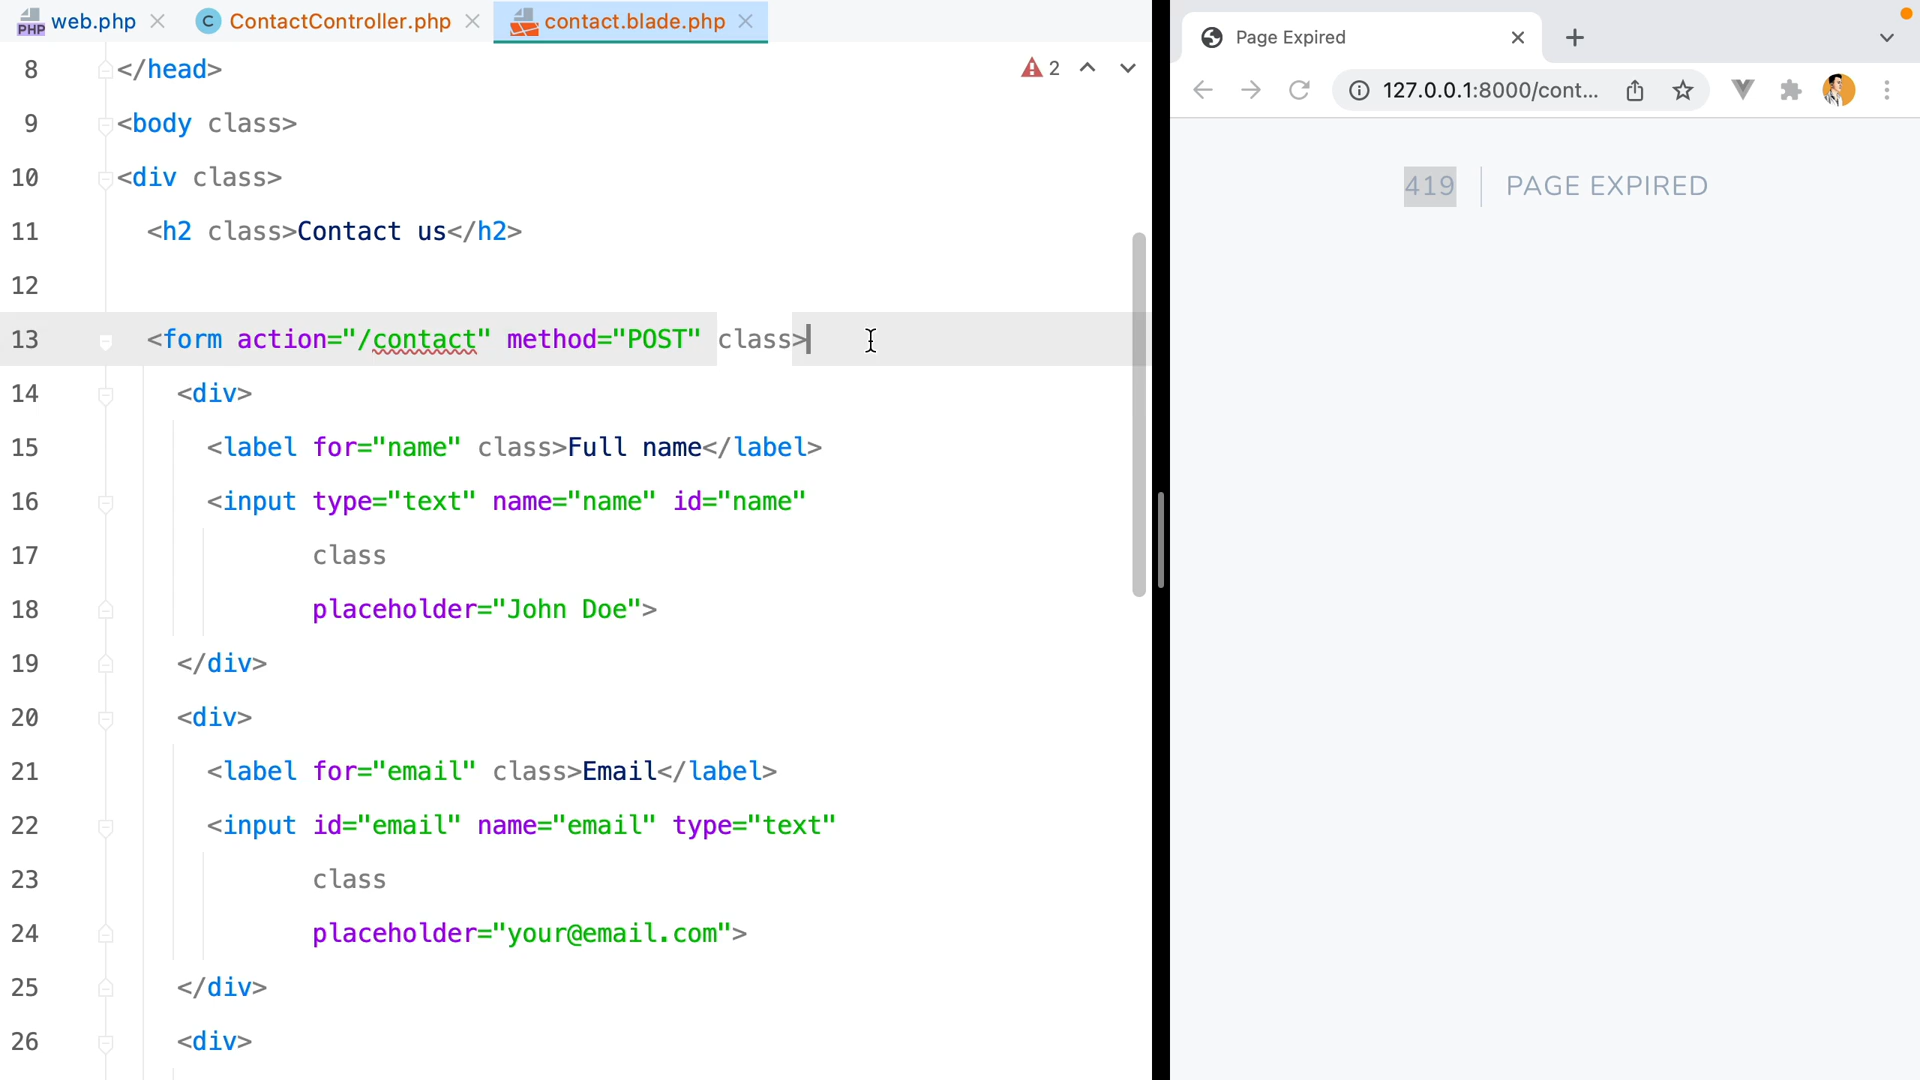 PHP web.php
C ContactController.php
contact.blade.php
8 </head>
2
9 <body class>
10 <div class>
11 <h2 class>Contact us</h2>
12
13 <form action="/contact" method="POST" class>
14 <div>
15 <label for="name" class>Full name</label>
16 <input type="text" name="name" id="name"
17 class
18 placeholder="John Doe">
19 </div>
20 <div>
21 <label for="email" class>Email</label>
22 <input id="email" name="email" type="text"
23 class
24 placeholder="your@email.com">
25 </div>
26 <div>
Page Expired
127.0.0.1:8000/cont...
419 PAGE EXPIRED